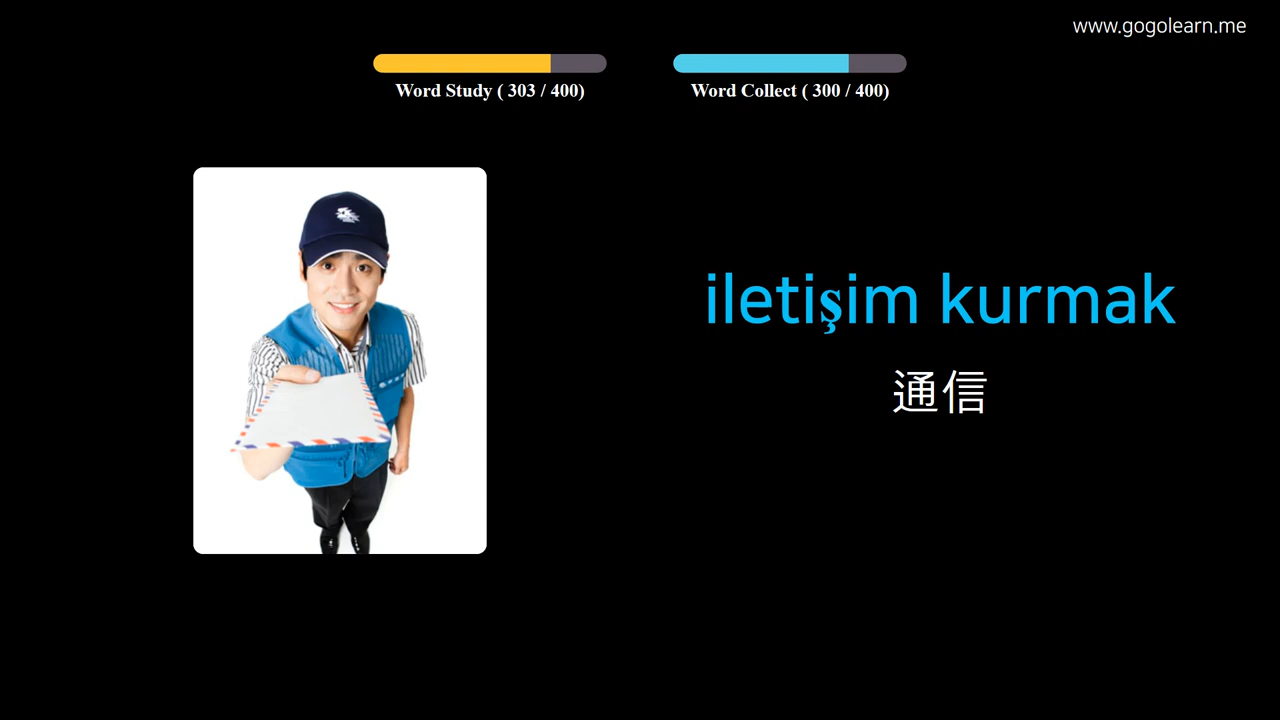 www.gogolearn.me
Word Study ( 303 / 400)
Word Collect ( 300 / 400)
iletişim kurmak
通信